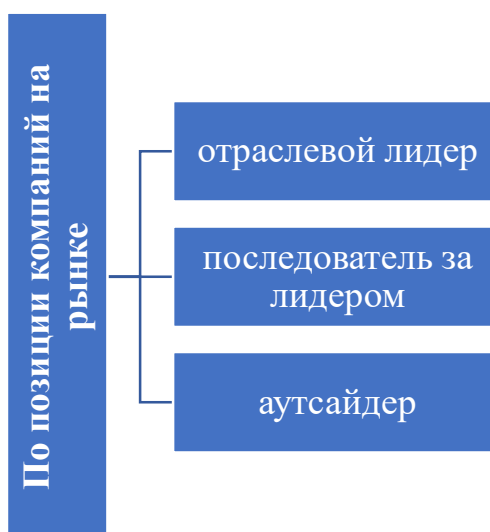 По позиции компаний на
рынке
отраслевой лидер
последователь за
лидером
аутсайдер